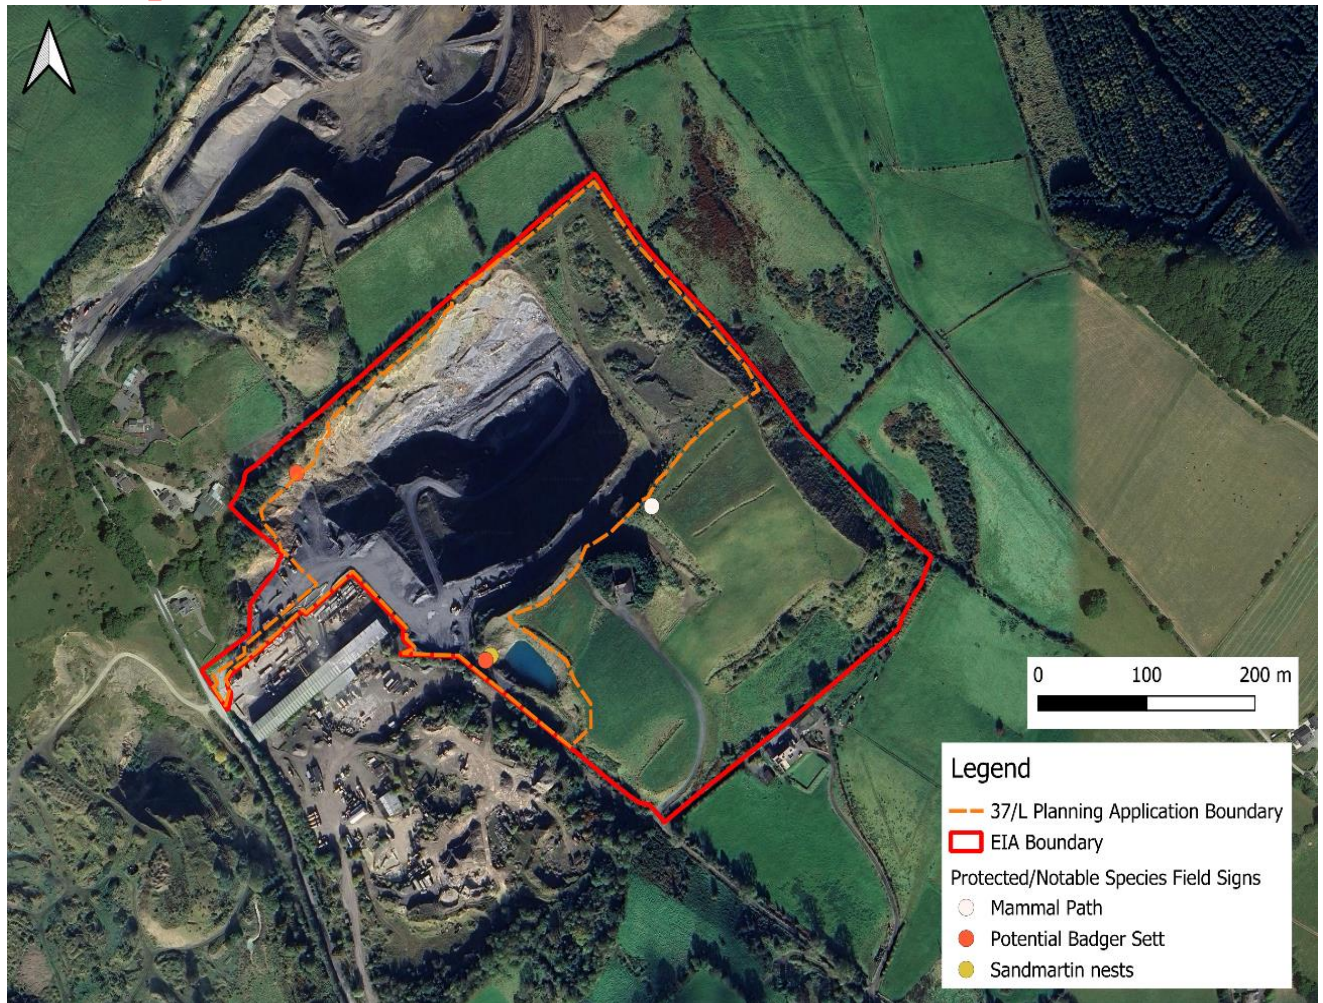 0 100 200 m
Legend
37/L Planning Application Boundary
EIA Boundary
Protected/Notable Species Field Signs
Mammal Path
Potential Badger Sett
Sandmartin nests